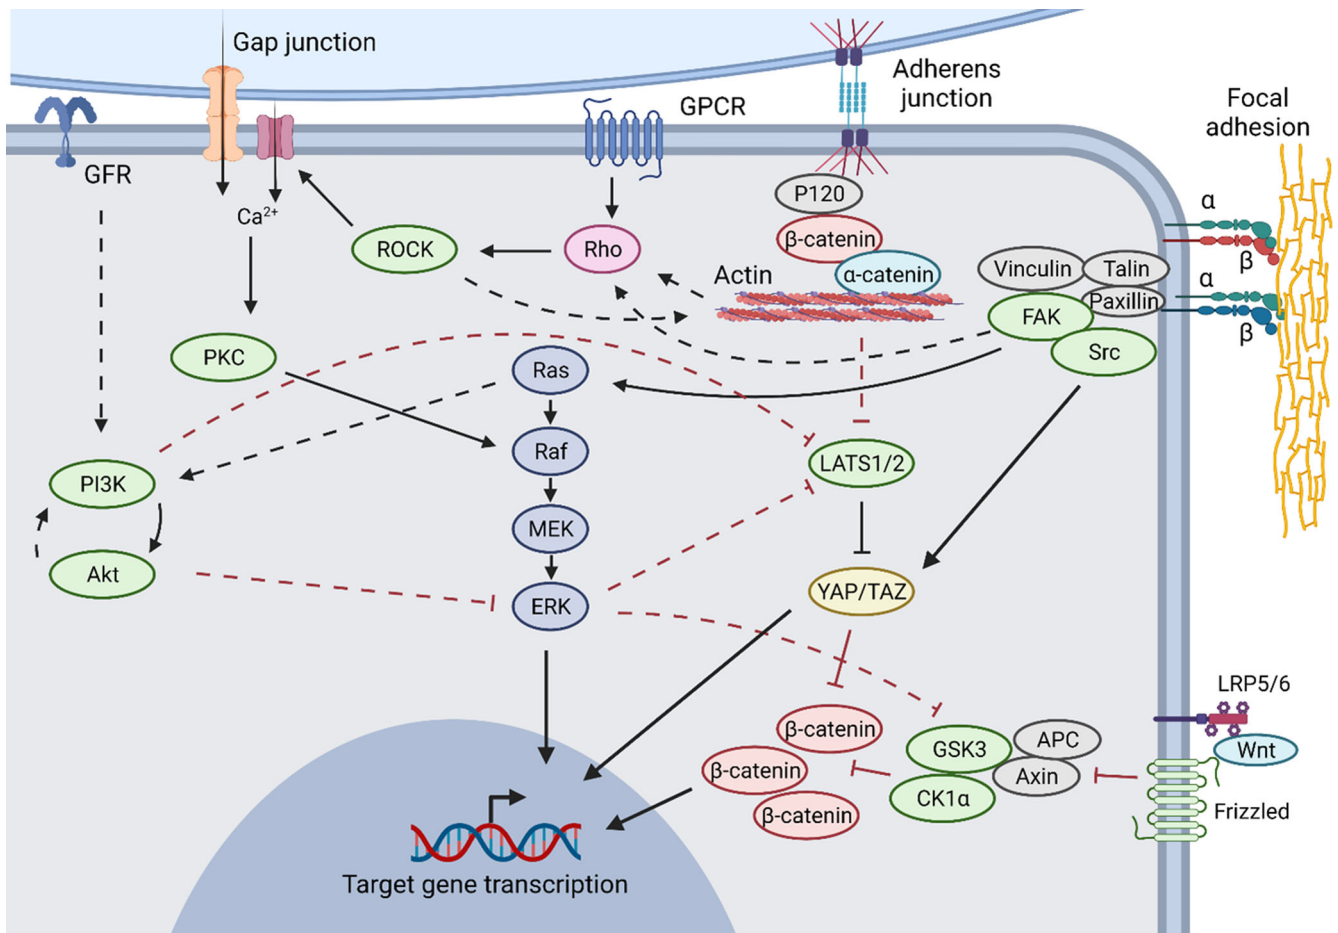 Gap junction
GPCR
Adherens
junction
Focal
adhesion
GFR
Ca²⁺
P120
β-catenin
α-catenin
ROCK
Rho
Actin
Vinculin
Talin
Paxillin
FAK
Src
α
β
α
β
PKC
Ras
Raf
LATS1/2
PI3K
MEK
Akt
ERK
YAP/TAZ
LRP5/6
Wnt
Frizzled
β-catenin
β-catenin
β-catenin
GSK3
APC
Axin
CK1α
Target gene transcription